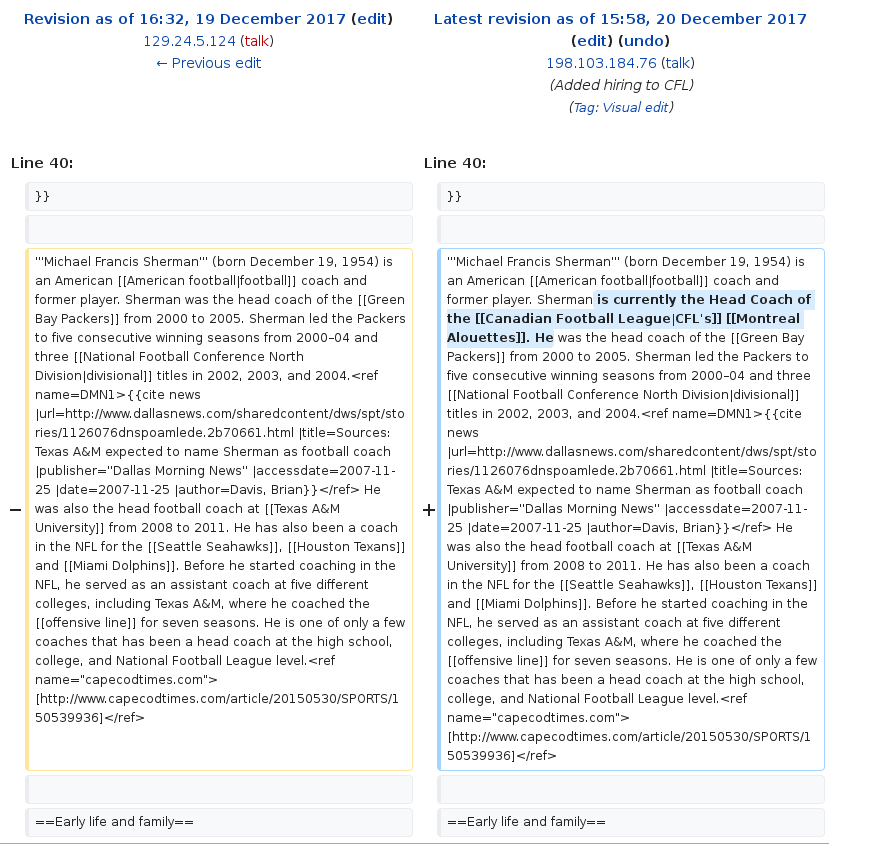 Revision as of 16:32, 19 December 2017 (edit)
129.24.5.124 (talk)
← Previous edit
Latest revision as of 15:58, 20 December 2017
(edit) (undo)
198.103.184.76 (talk)
(Added hiring to CFL)
(Tag: Visual edit)
Line 40:
Line 40:
}}
}}
−
'''Michael Francis Sherman''' (born December 19, 1954) is
an American [[American football|football]] coach and
former player. Sherman was the head coach of the [[Green
Bay Packers]] from 2000 to 2005. Sherman led the Packers
to five consecutive winning seasons from 2000–04 and
three [[National Football Conference North
Division|divisional]] titles in 2002, 2003, and 2004.<ref
name=DMN1>{{cite news
|url=http://www.dallasnews.com/sharedcontent/dws/spt/sto
ries/1126076dnspoamlede.2b70661.html |title=Sources:
Texas A&M expected to name Sherman as football coach
|publisher=''Dallas Morning News'' |accessdate=2007-11-
25 |date=2007-11-25 |author=Davis, Brian}}</ref> He
was also the head football coach at [[Texas A&M
University]] from 2008 to 2011. He has also been a coach
in the NFL for the [[Seattle Seahawks]], [[Houston Texans]]
and [[Miami Dolphins]]. Before he started coaching in the
NFL, he served as an assistant coach at five different
colleges, including Texas A&M, where he coached the
[[offensive line]] for seven seasons. He is one of only a few
coaches that has been a head coach at the high school,
college, and National Football League level.<ref
name="capecodtimes.com">
[http://www.capecodtimes.com/article/20150530/SPORTS/1
50539936]</ref>
+
'''Michael Francis Sherman''' (born December 19, 1954) is
an American [[American football|football]] coach and
former player. Sherman is currently the Head Coach of
the [[Canadian Football League|CFL's]] [[Montreal
Alouettes]]. He was the head coach of the [[Green Bay
Packers]] from 2000 to 2005. Sherman led the Packers to
five consecutive winning seasons from 2000–04 and three
[[National Football Conference North Division|divisional]]
titles in 2002, 2003, and 2004.<ref name=DMN1>{{cite
news
|url=http://www.dallasnews.com/sharedcontent/dws/spt/sto
ries/1126076dnspoamlede.2b70661.html |title=Sources:
Texas A&M expected to name Sherman as football coach
|publisher=''Dallas Morning News'' |accessdate=2007-11-
25 |date=2007-11-25 |author=Davis, Brian}}</ref> He
was also the head football coach at [[Texas A&M
University]] from 2008 to 2011. He has also been a coach
in the NFL for the [[Seattle Seahawks]], [[Houston Texans]]
and [[Miami Dolphins]]. Before he started coaching in the
NFL, he served as an assistant coach at five different
colleges, including Texas A&M, where he coached the
[[offensive line]] for seven seasons. He is one of only a few
coaches that has been a head coach at the high school,
college, and National Football League level.<ref
name="capecodtimes.com">
[http://www.capecodtimes.com/article/20150530/SPORTS/1
50539936]</ref>
==Early life and family==
==Early life and family==